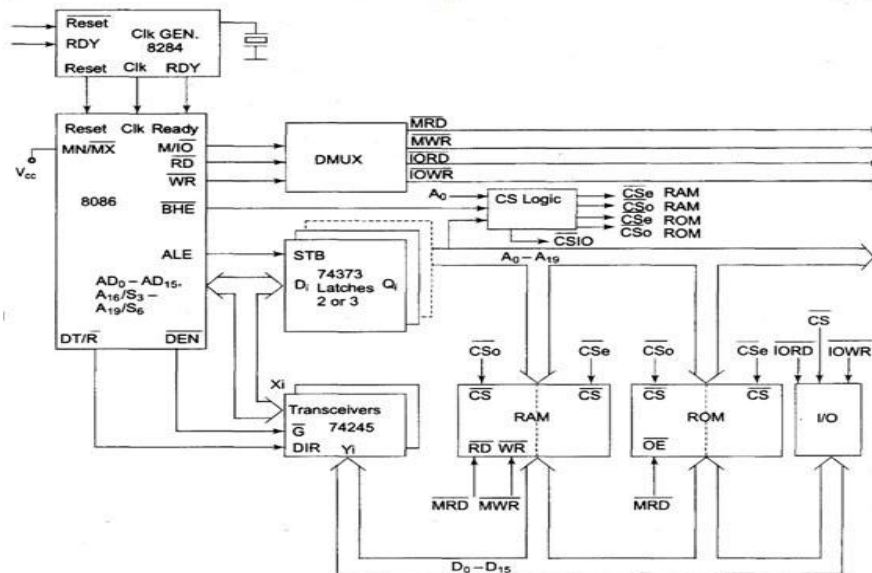 Reset
Clk GEN.
RDY
8284
Reset Clk RDY
Reset Clk Ready
MN/MX
M/IO
RD
WR
Vcc
8086
BHE
ALE
AD0 – AD15,
A16/S3 –
A19/S6
DT/R
DEN
DMUX
MRD
MWR
IORD
IOWR
A0
CS Logic
CSe RAM
CSo RAM
CSe ROM
CSo ROM
CSIO
STB
74373
Di Latches Qi
2 or 3
A0 – A19
Xi
Transceivers
74245
G
DIR Yi
CSo
CSe
CSo
CSe
IORD
CS
IOWR
CS
CS
RAM
RD WR
CS
CS
ROM
OE
I/O
MRD
MWR
MRD
D0 – D15